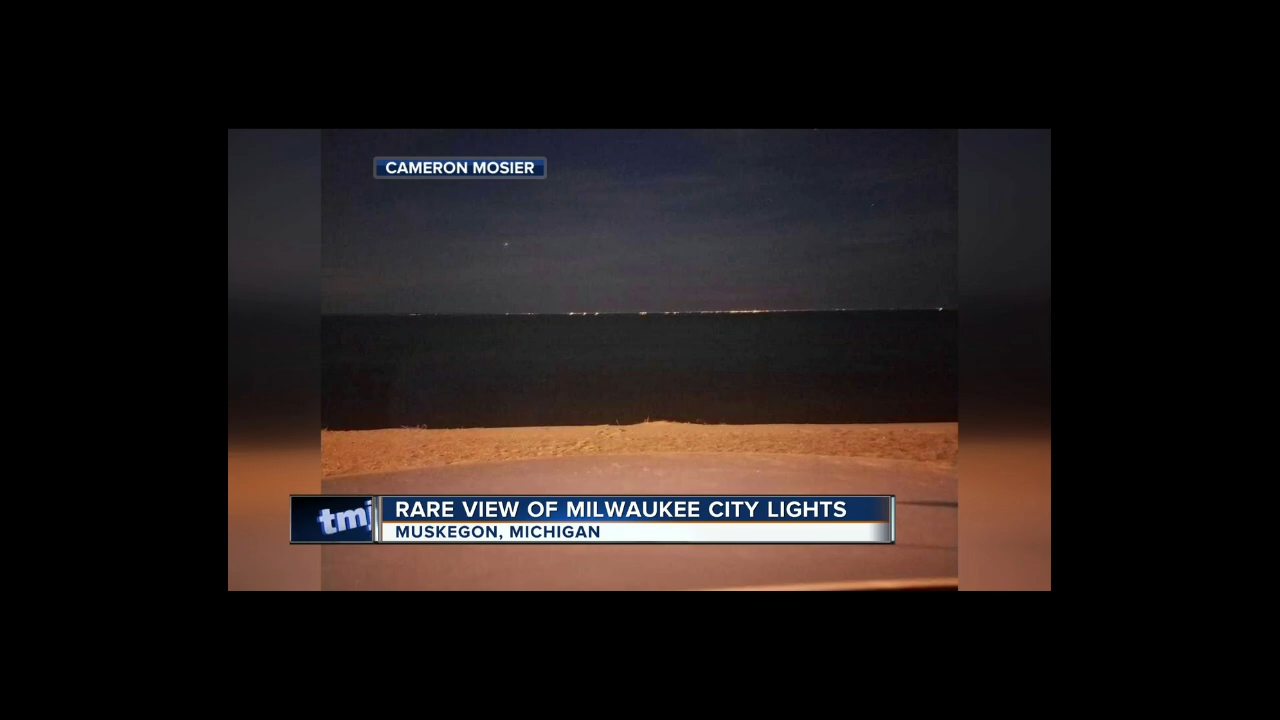 CAMERON MOSIER
tmj
RARE VIEW OF MILWAUKEE CITY LIGHTS
MUSKEGON, MICHIGAN